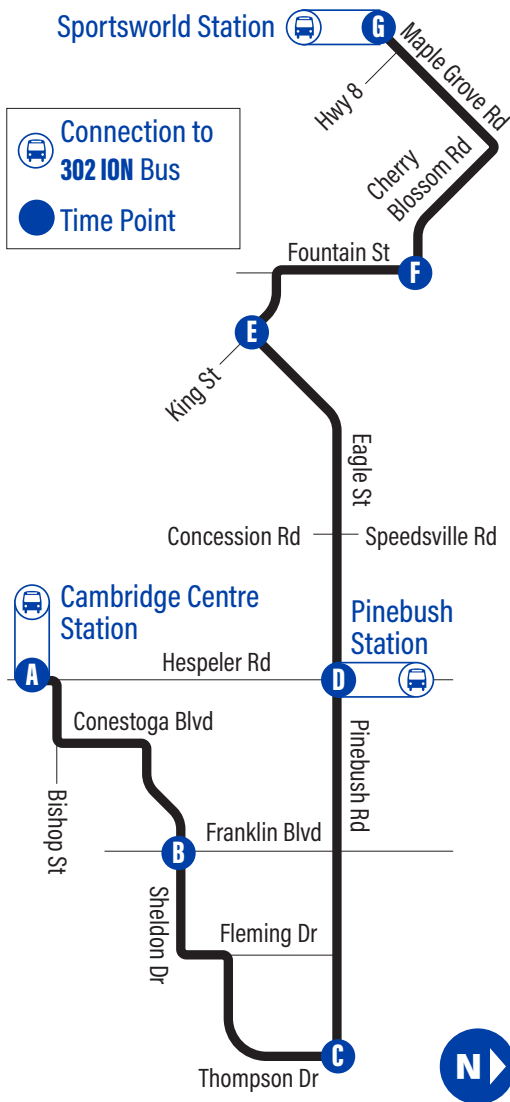 Sportsworld Station
G
Maple Grove Rd
Hwy 8
Connection to
302 ION Bus
Time Point
Cherry
Blossom Rd
Fountain St
F
E
King St
Eagle St
Concession Rd
Speedsville Rd
Cambridge Centre
Station
Pinebush
Station
A
Hespeler Rd
D
Conestoga Blvd
Pinebush Rd
Bishop St
Franklin Blvd
B
Sheldon Dr
Fleming Dr
C
Thompson Dr
N